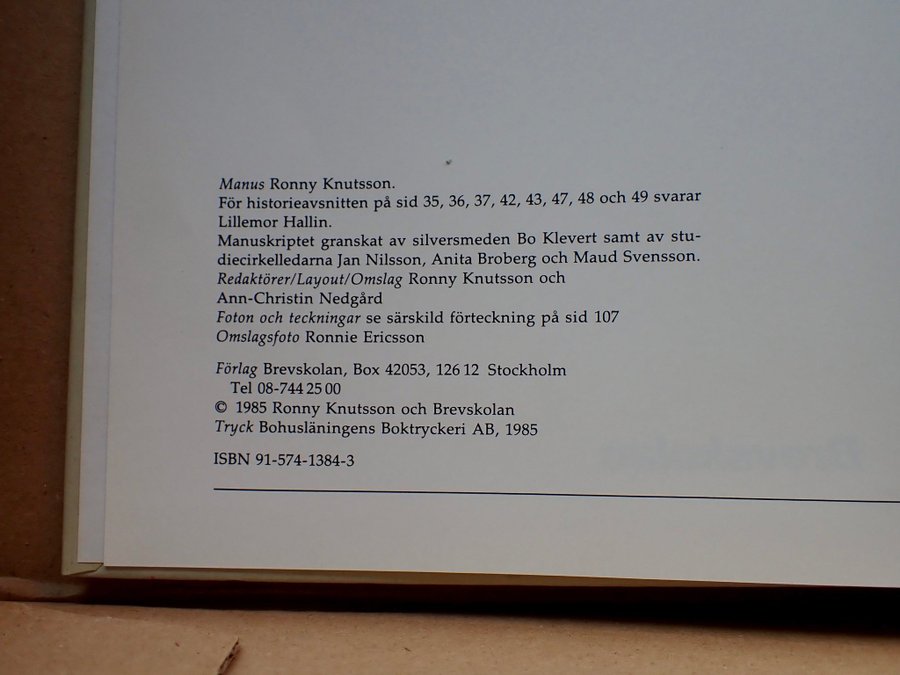 Manus Ronny Knutsson.
För historieavsnitten på sid 35, 36, 37, 42, 43, 47, 48 och 49 svarar
Lillemor Hallin.
Manuskriptet granskat av silversmeden Bo Klevert samt av stu-
diecirkelledarna Jan Nilsson, Anita Broberg och Maud Svensson.
Redaktörer/Layout/Omslag Ronny Knutsson och
Ann-Christin Nedgård
Foton och teckningar se särskild förteckning på sid 107
Omslagsfoto Ronnie Ericsson
Förlag Brevskolan, Box 42053, 126 12 Stockholm
Tel 08-744 25 00
© 1985 Ronny Knutsson och Brevskolan
Tryck Bohusläningens Boktryckeri AB, 1985
ISBN 91-574-1384-3